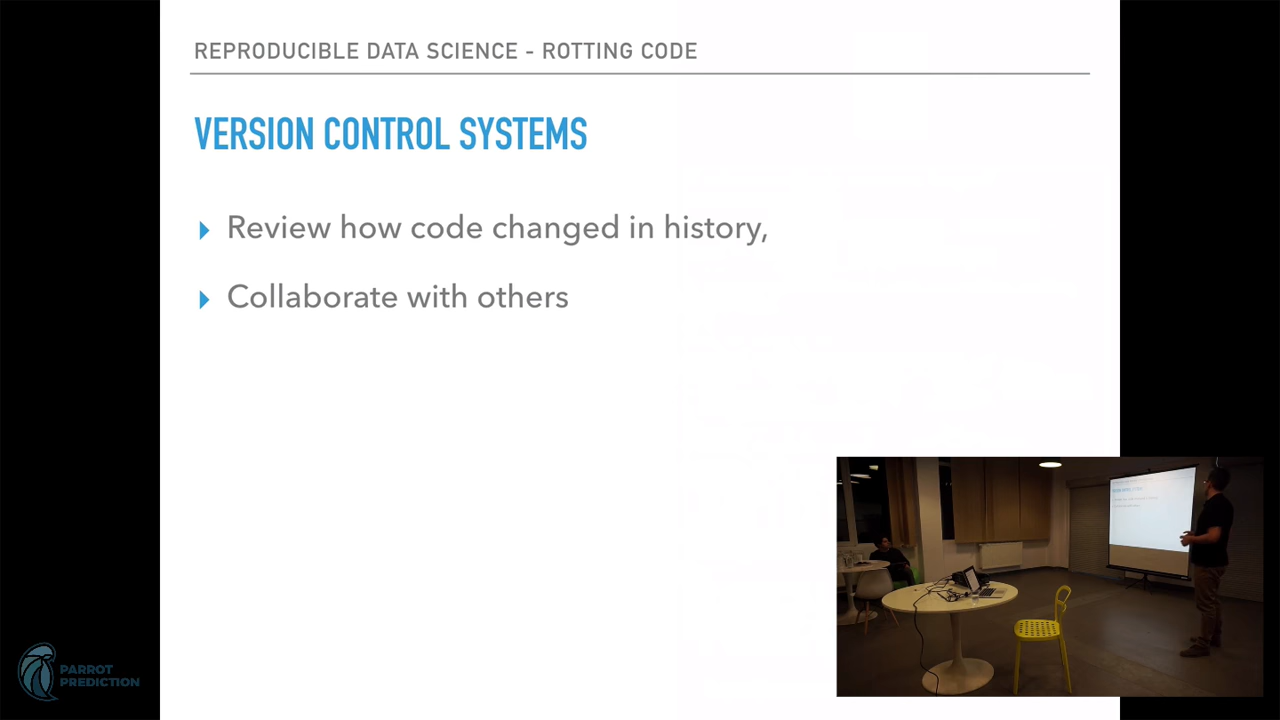 REPRODUCIBLE DATA SCIENCE - ROTTING CODE
VERSION CONTROL SYSTEMS
Review how code changed in history,
Collaborate with others
PARROT
PREDICTION